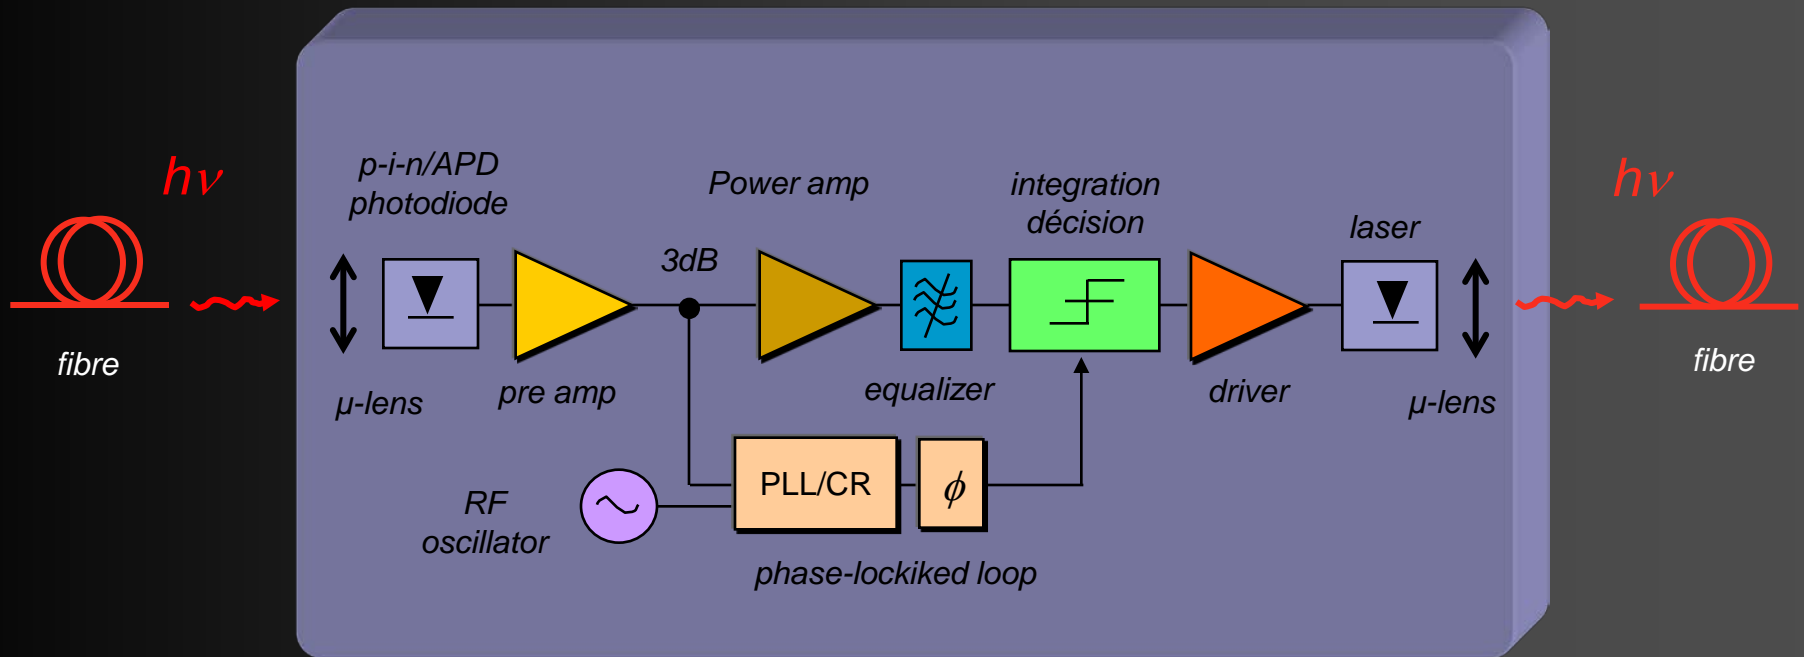 hν
fibre
p-i-n/APD
photodiode
μ-lens
pre amp
3dB
Power amp
equalizer
integration
décision
driver
laser
μ-lens
RF
oscillator
PLL/CR
ϕ
phase-lockiked loop
hν
fibre